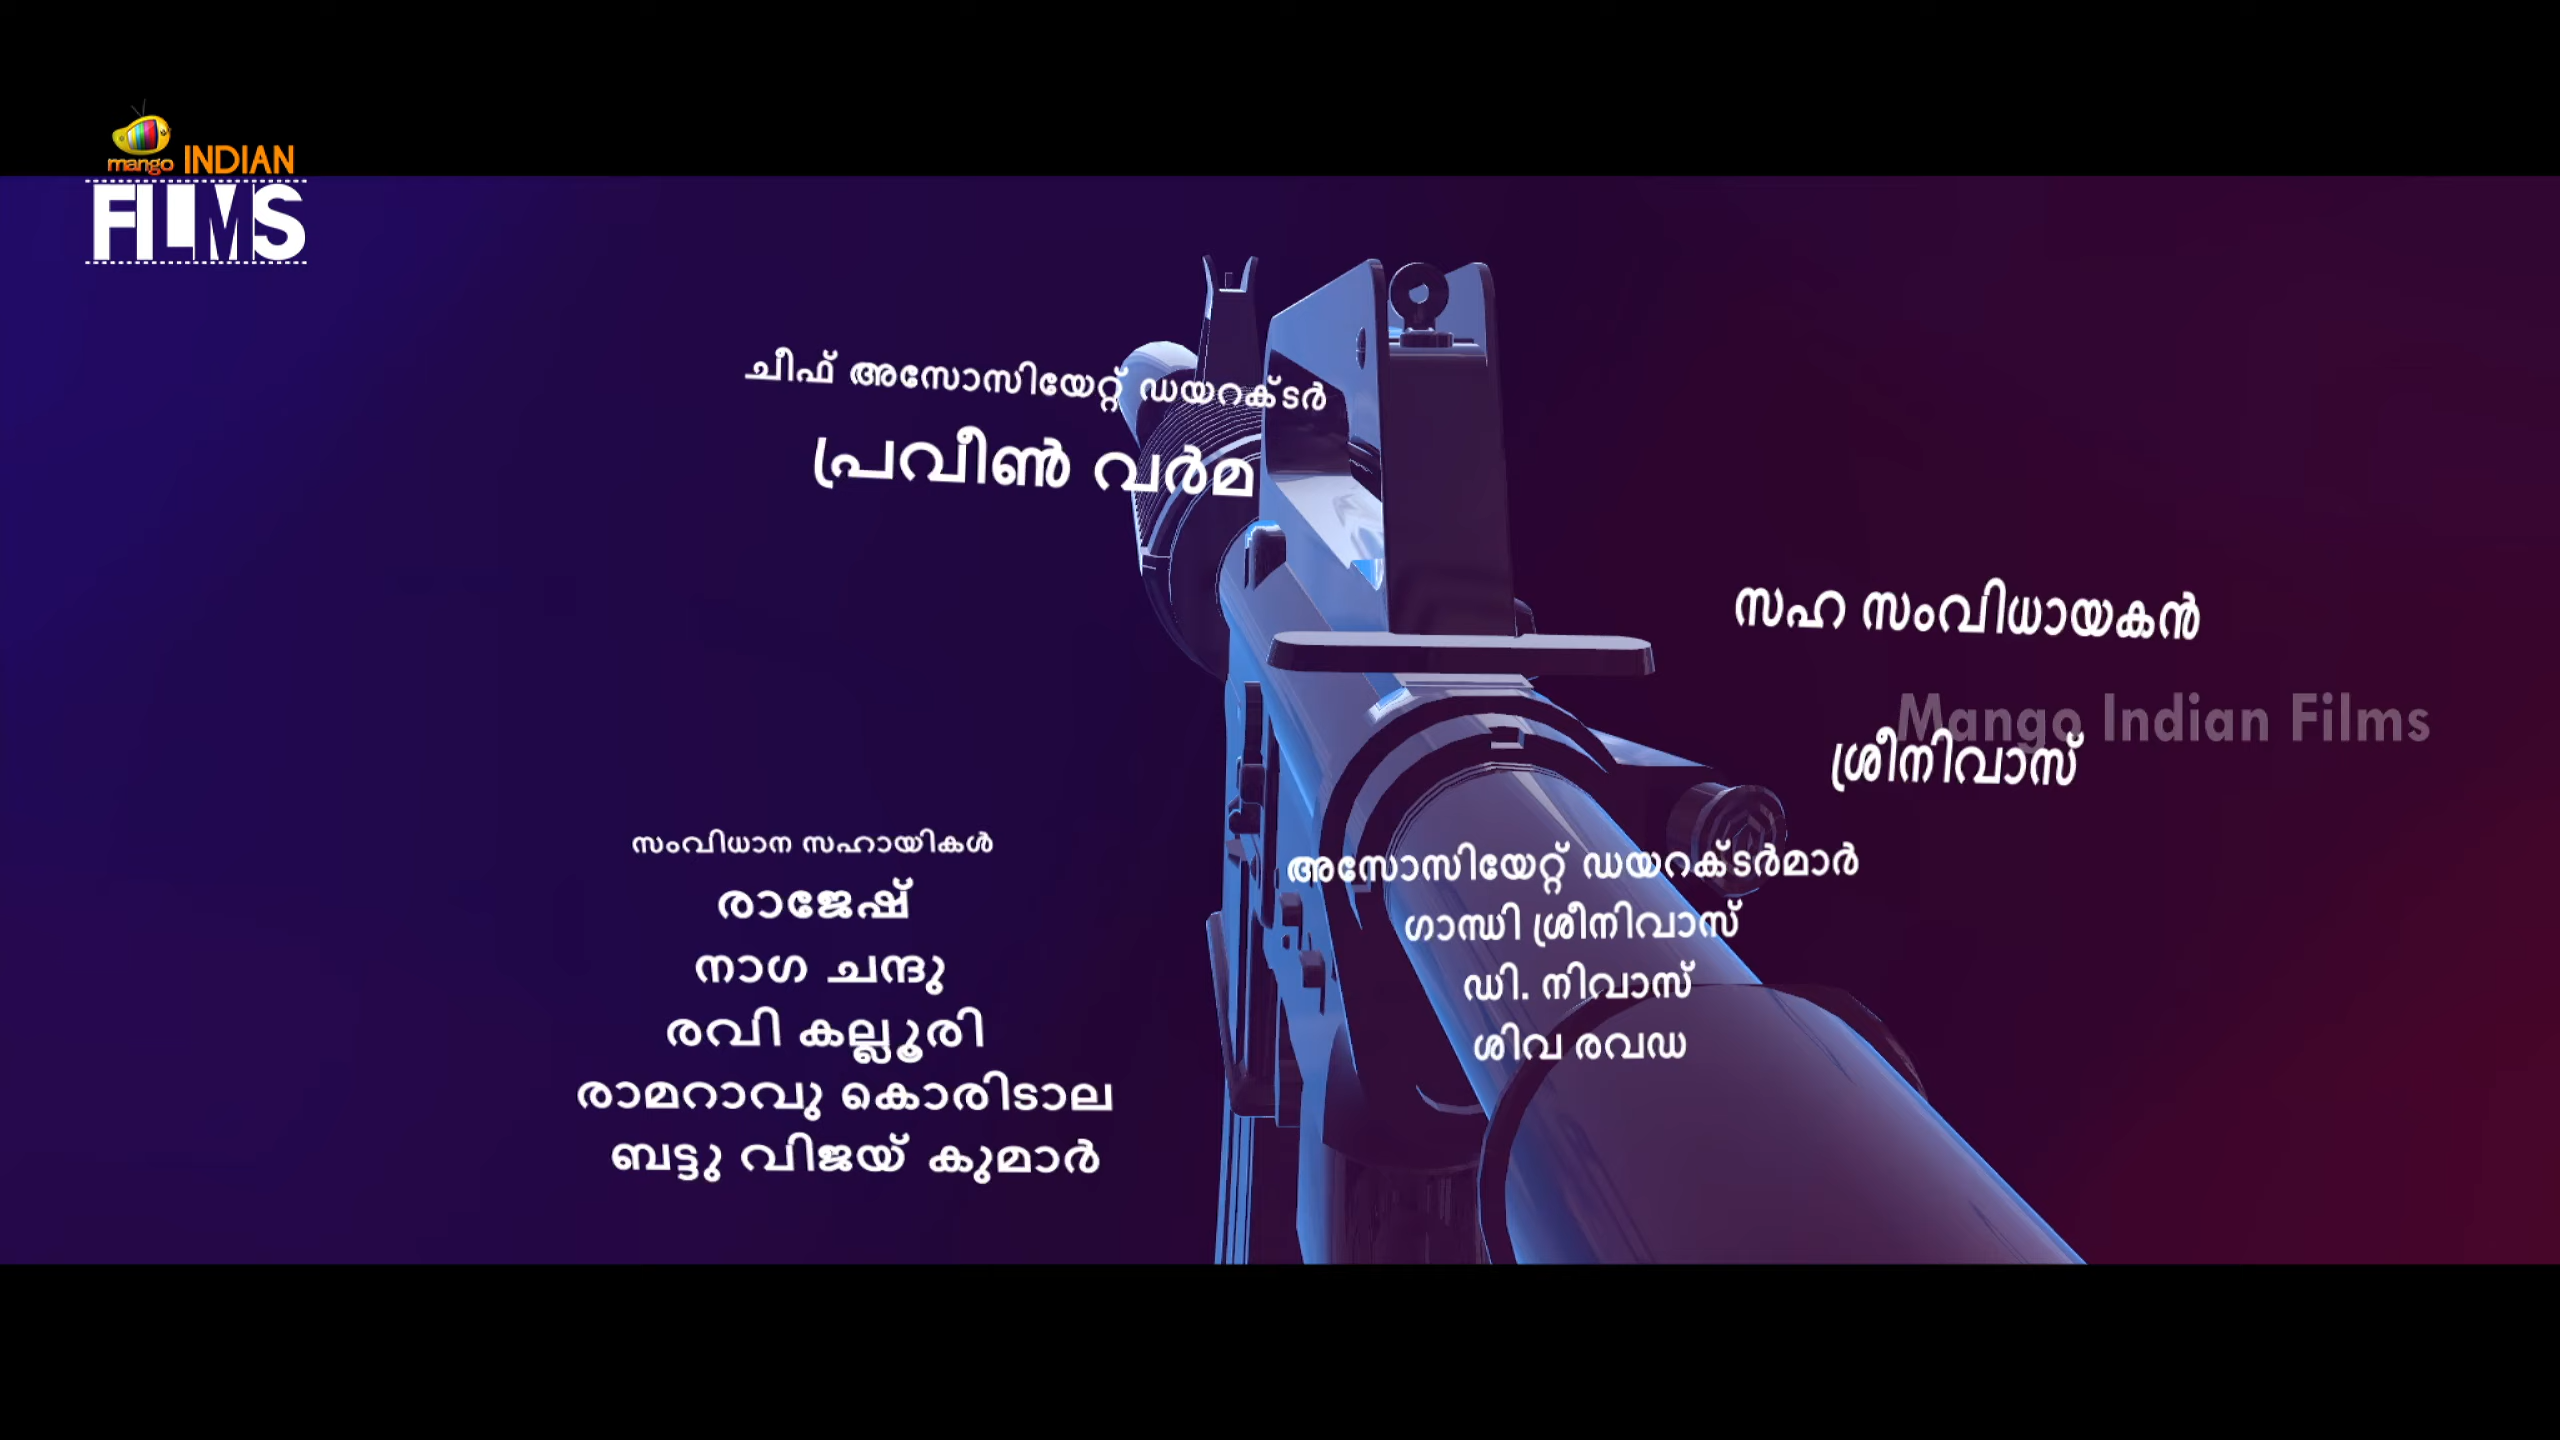 mango INDIAN
FILMS
ചീഫ് അസോസിയേറ്റ് ഡയറക്ടർ
പ്രവീൺ വർമ
സഹ സംവിധായകൻ
Mango Indian Films
ശ്രീനിവാസ്
സംവിധാന സഹായികൾ
രാജേഷ്
നാഗ ചന്ദു
രവി കല്ലൂരി
രാമറാവു കൊരിടാല
ബട്ടു വിജയ് കുമാർ
അസോസിയേറ്റ് ഡയറക്ടർമാർ
ഗാന്ധി ശ്രീനിവാസ്
ഡി. നിവാസ്
ശിവ രവഡ